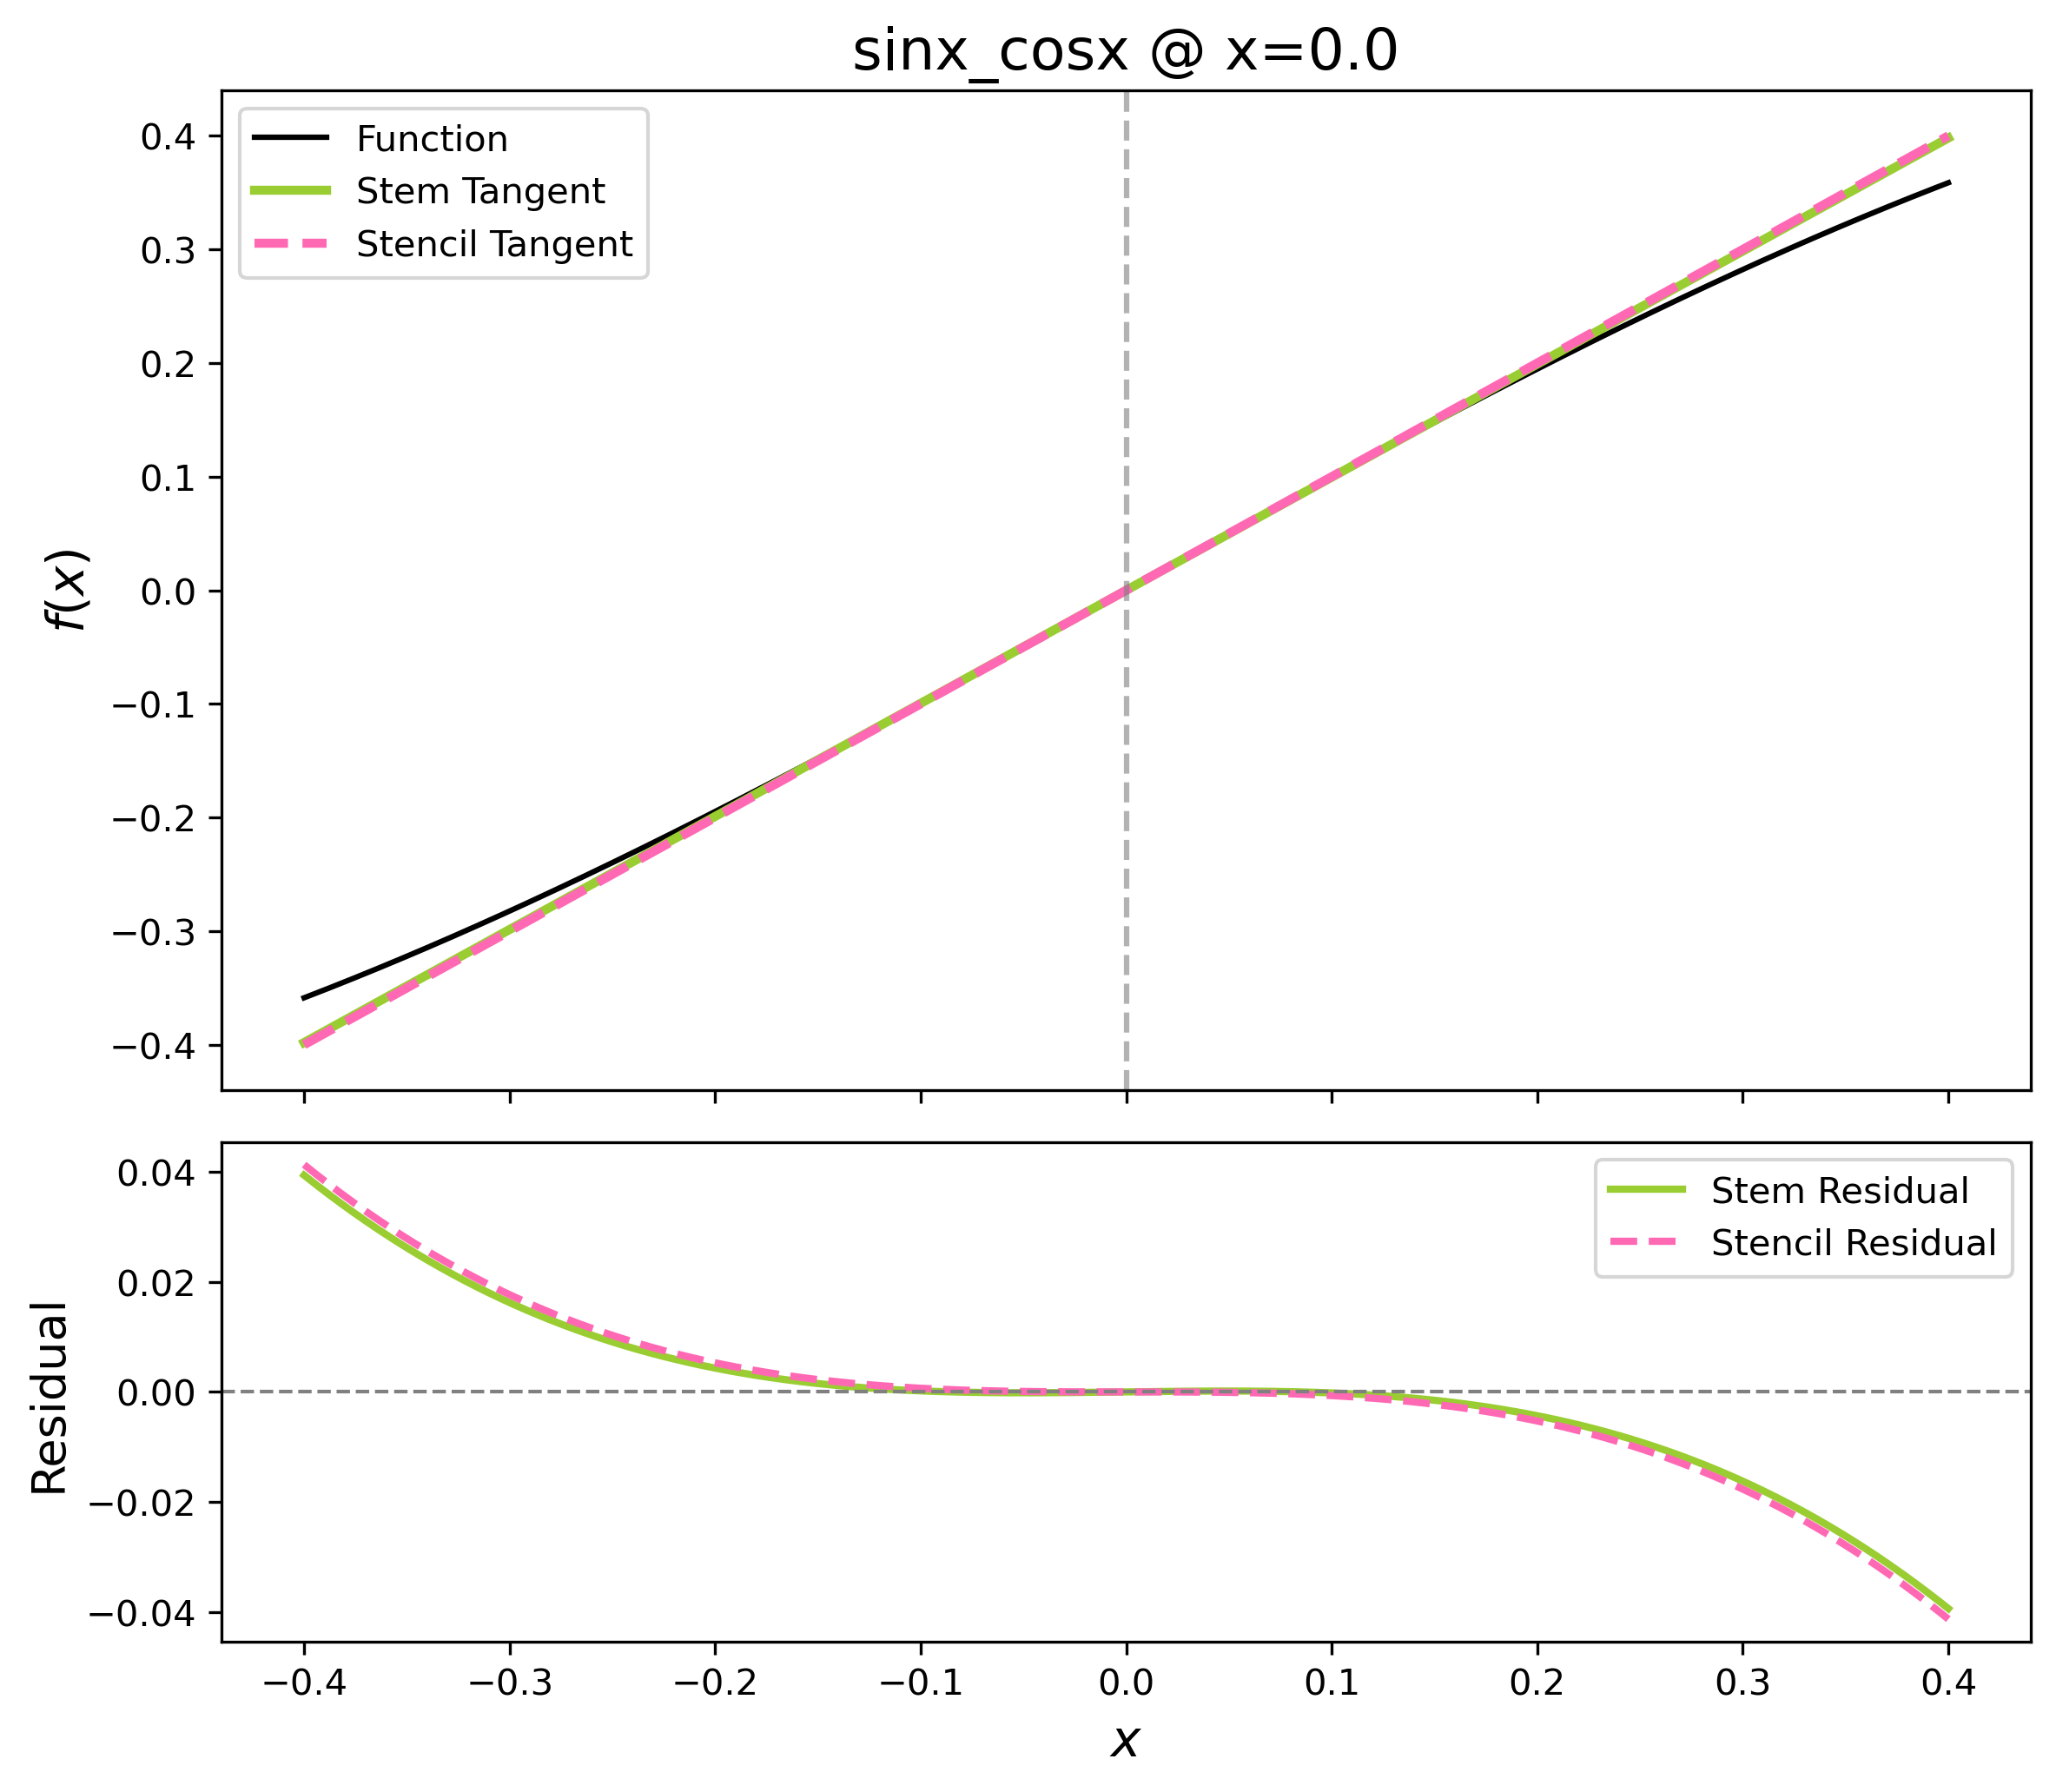 sinx_cosx @ x=0.0
Function
Stem Tangent
Stencil Tangent
f(x)
0.4
0.3
0.2
0.1
0.0
−0.1
−0.2
−0.3
−0.4
Stem Residual
Stencil Residual
Residual
0.04
0.02
0.00
−0.02
−0.04
−0.4 −0.3 −0.2 −0.1 0.0 0.1 0.2 0.3 0.4
x